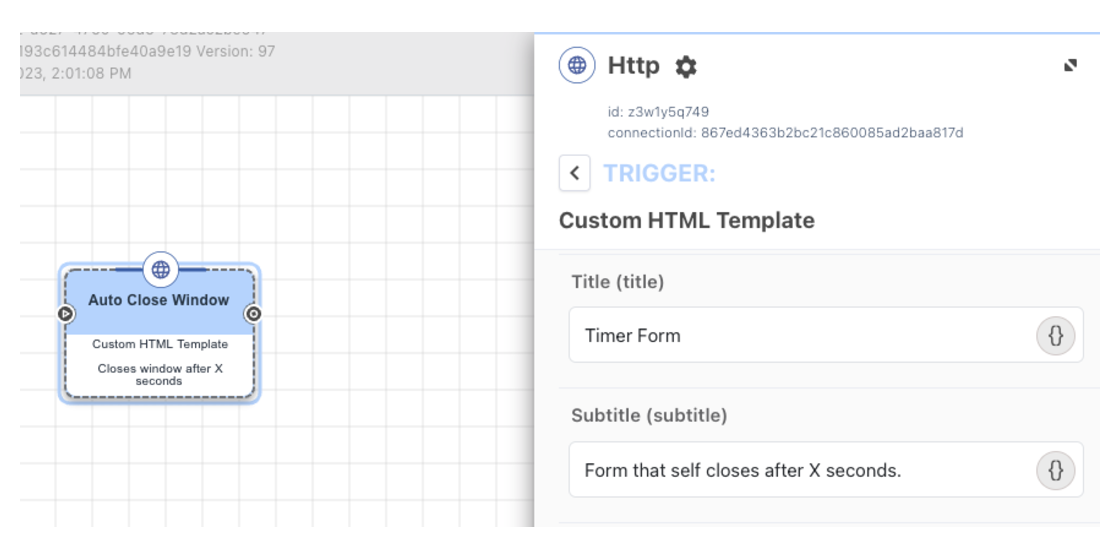 193c614484bfe40a9e19 Version: 97
023, 2:01:08 PM
Auto Close Window
Custom HTML Template
Closes window after X
seconds
Http
id: z3w1y5q749
connectionId: 867ed4363b2bc21c860085ad2baa817d
TRIGGER:
Custom HTML Template
Title (title)
Timer Form
{}
Subtitle (subtitle)
Form that self closes after X seconds.
{}